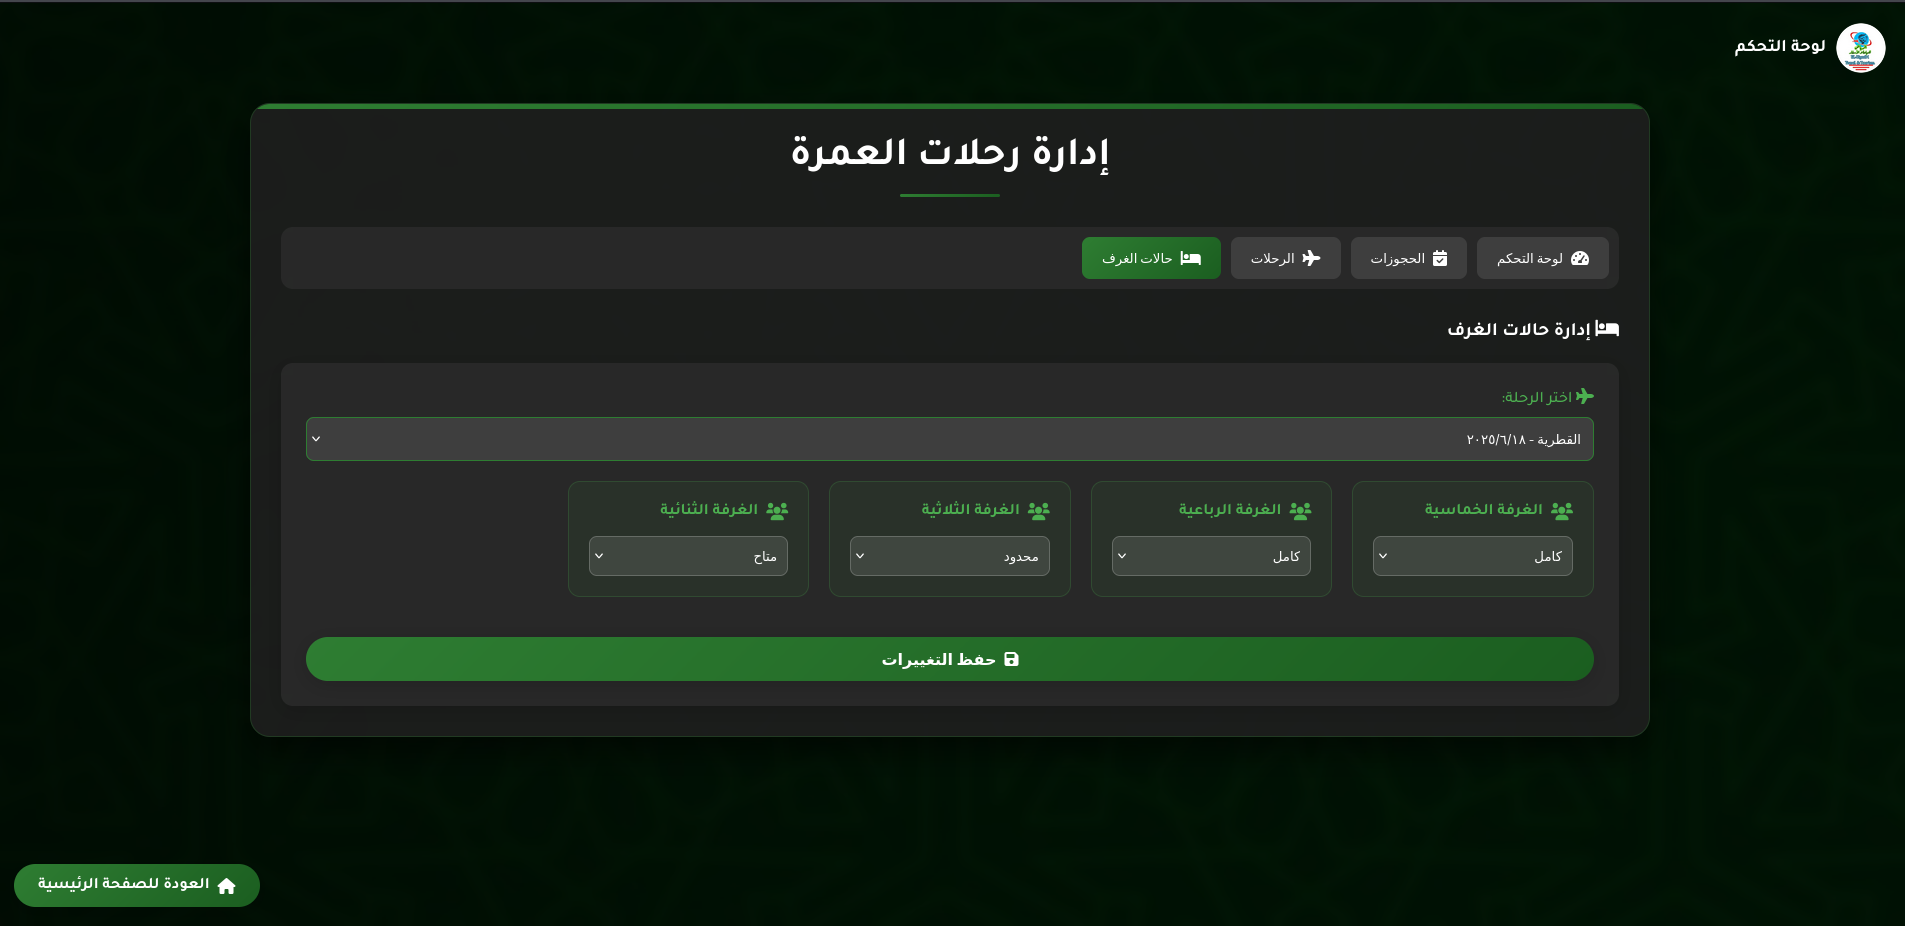 لوحة التحكم
إدارة رحلات العمرة
لوحة التحكم
الحجوزات
الرحلات
حالات الغرف
إدارة حالات الغرف
اختر الرحلة:
القطرية - ٢٠٢٥/٦/١٨
الغرفة الخماسية
كامل
الغرفة الرباعية
كامل
الغرفة الثلاثية
محدود
الغرفة الثنائية
متاح
حفظ التغييرات
العودة للصفحة الرئيسية